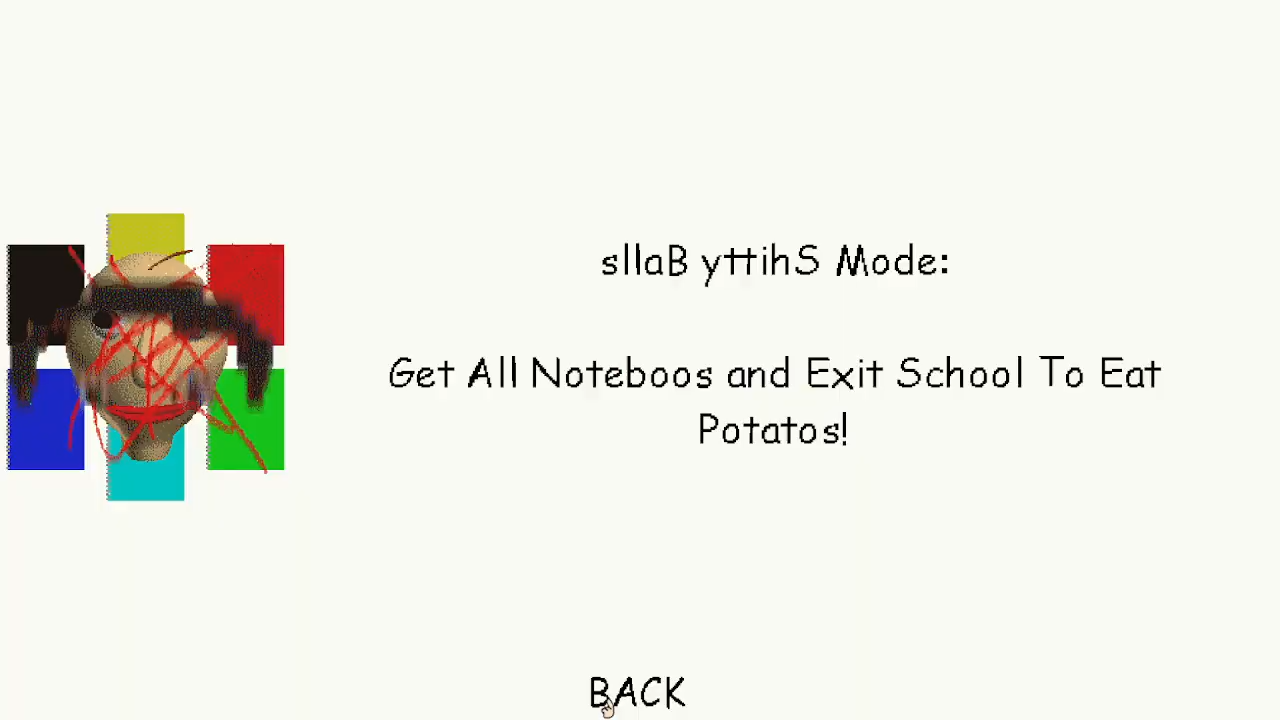 sllaB yttihS Mode:
Get All Noteboos and Exit School To Eat
Potatos!
BACK